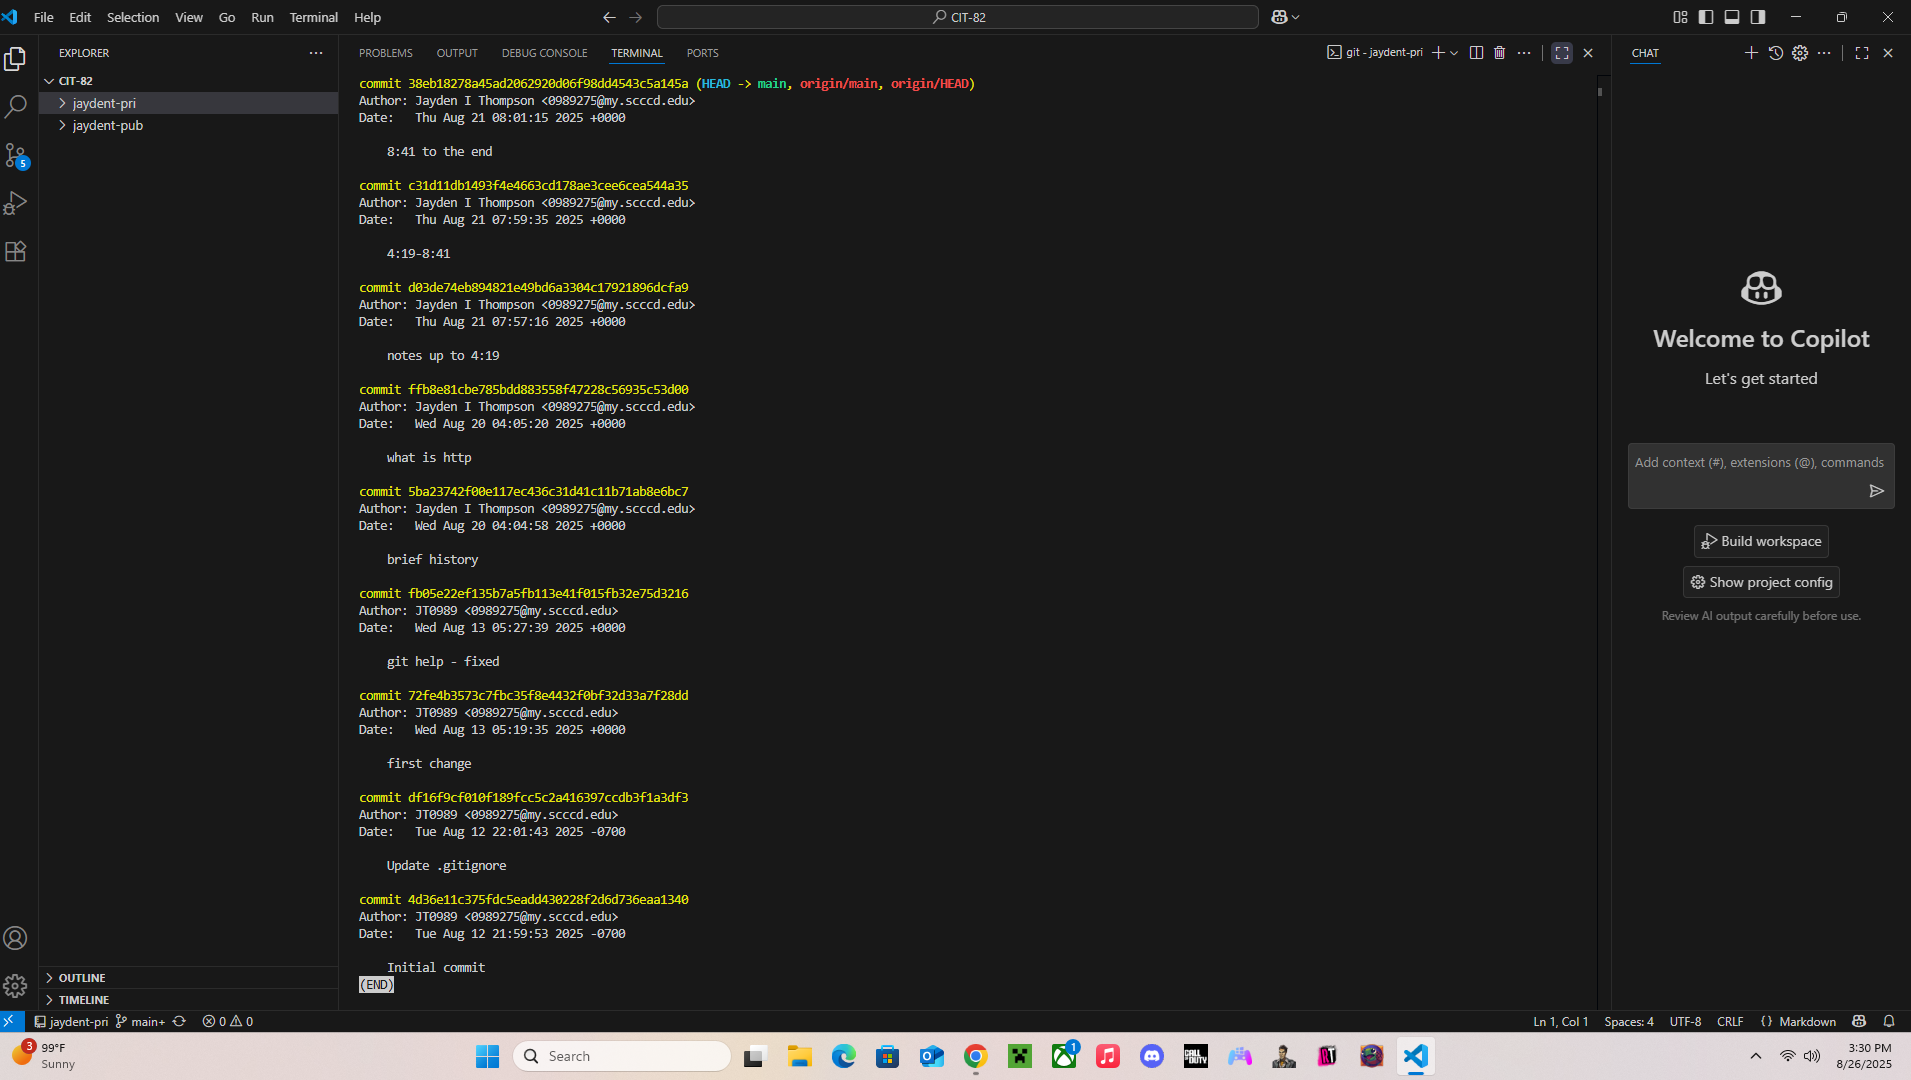 File Edit Selection View Go Run Terminal Help
CIT-82
EXPLORER
PROBLEMS OUTPUT DEBUG CONSOLE TERMINAL PORTS
git - jaydent-pri
CHAT
CIT-82
jaydent-pri
jaydent-pub
5
commit 38eb18278a45ad2062920d06f98dd4543c5a145a (HEAD -> main, origin/main, origin/HEAD)
Author: Jayden I Thompson <0989275@my.scccd.edu>
Date:   Thu Aug 21 08:01:15 2025 +0000
8:41 to the end
commit c31d11db1493f4e4663cd178ae3cee6cea544a35
Author: Jayden I Thompson <0989275@my.scccd.edu>
Date:   Thu Aug 21 07:59:35 2025 +0000
4:19-8:41
commit d03de74eb894821e49bd6a3304c17921896dcfa9
Author: Jayden I Thompson <0989275@my.scccd.edu>
Date:   Thu Aug 21 07:57:16 2025 +0000
notes up to 4:19
commit ffb8e81cbe785bdd883558f47228c56935c53d00
Author: Jayden I Thompson <0989275@my.scccd.edu>
Date:   Wed Aug 20 04:05:20 2025 +0000
what is http
commit 5ba23742f00e117ec436c31d41c11b71ab8e6bc7
Author: Jayden I Thompson <0989275@my.scccd.edu>
Date:   Wed Aug 20 04:04:58 2025 +0000
brief history
commit fb05e22ef135b7a5fb113e41f015fb32e75d3216
Author: JT0989 <0989275@my.scccd.edu>
Date:   Wed Aug 13 05:27:39 2025 +0000
git help - fixed
commit 72fe4b3573c7fbc35f8e4432f0bf32d33a7f28dd
Author: JT0989 <0989275@my.scccd.edu>
Date:   Wed Aug 13 05:19:35 2025 +0000
first change
commit df16f9cf010f189fcc5c2a416397ccdb3f1a3df3
Author: JT0989 <0989275@my.scccd.edu>
Date:   Tue Aug 12 22:01:43 2025 -0700
Update .gitignore
commit 4d36e11c375fdc5eadd430228f2d6d736eaa1340
Author: JT0989 <0989275@my.scccd.edu>
Date:   Tue Aug 12 21:59:53 2025 -0700
Initial commit
(END)
Welcome to Copilot
Let's get started
Add context (#), extensions (@), commands
Build workspace
Show project config
Review AI output carefully before use.
OUTLINE
TIMELINE
jaydent-pri main+ 0 0
Ln 1, Col 1 Spaces: 4 UTF-8 CRLF {} Markdown
3
99°F
Sunny
Search
1
CALL OF DUTY
RT
3:30 PM
8/26/2025